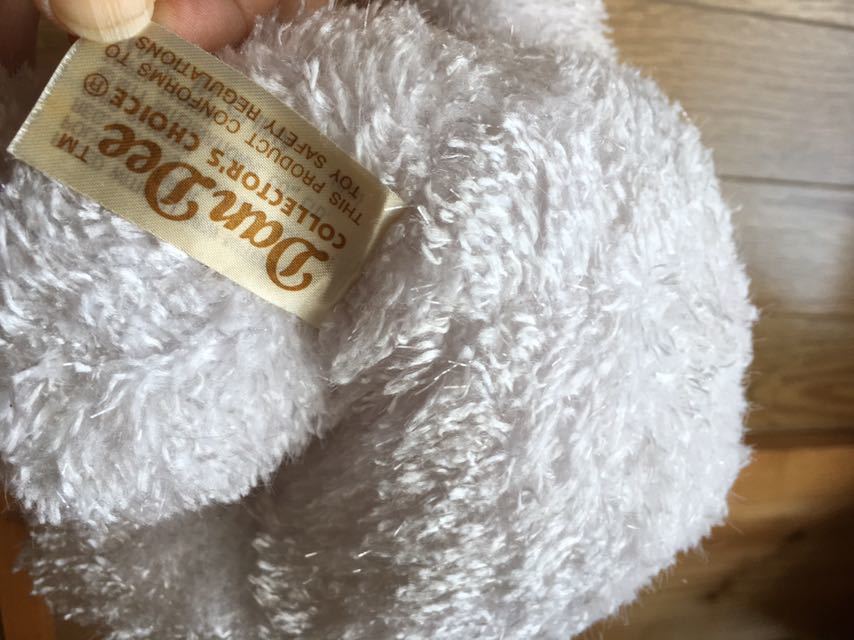 Dan Dee ™
COLLECTOR'S CHOICE ®
THIS PRODUCT CONFORMS TO
TOY SAFETY REGULATIONS